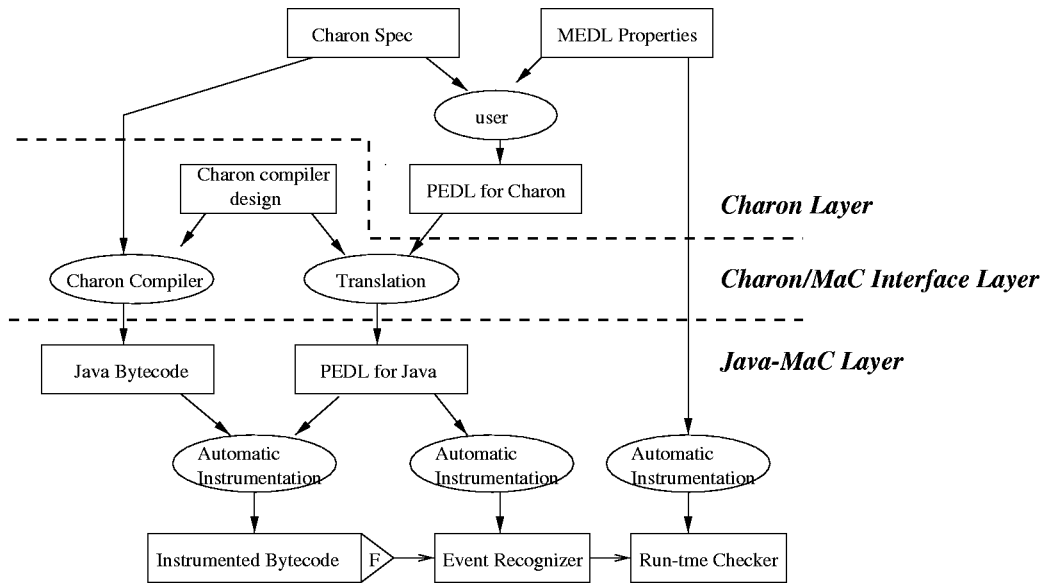 Charon Spec
MEDL Properties
user
Charon compiler
design
PEDL for Charon
Charon Layer
Charon Compiler
Translation
Charon/MaC Interface Layer
Java Bytecode
PEDL for Java
Java-MaC Layer
Automatic
Instrumentation
Automatic
Instrumentation
Automatic
Instrumentation
Instrumented Bytecode
F
Event Recognizer
Run-tme Checker